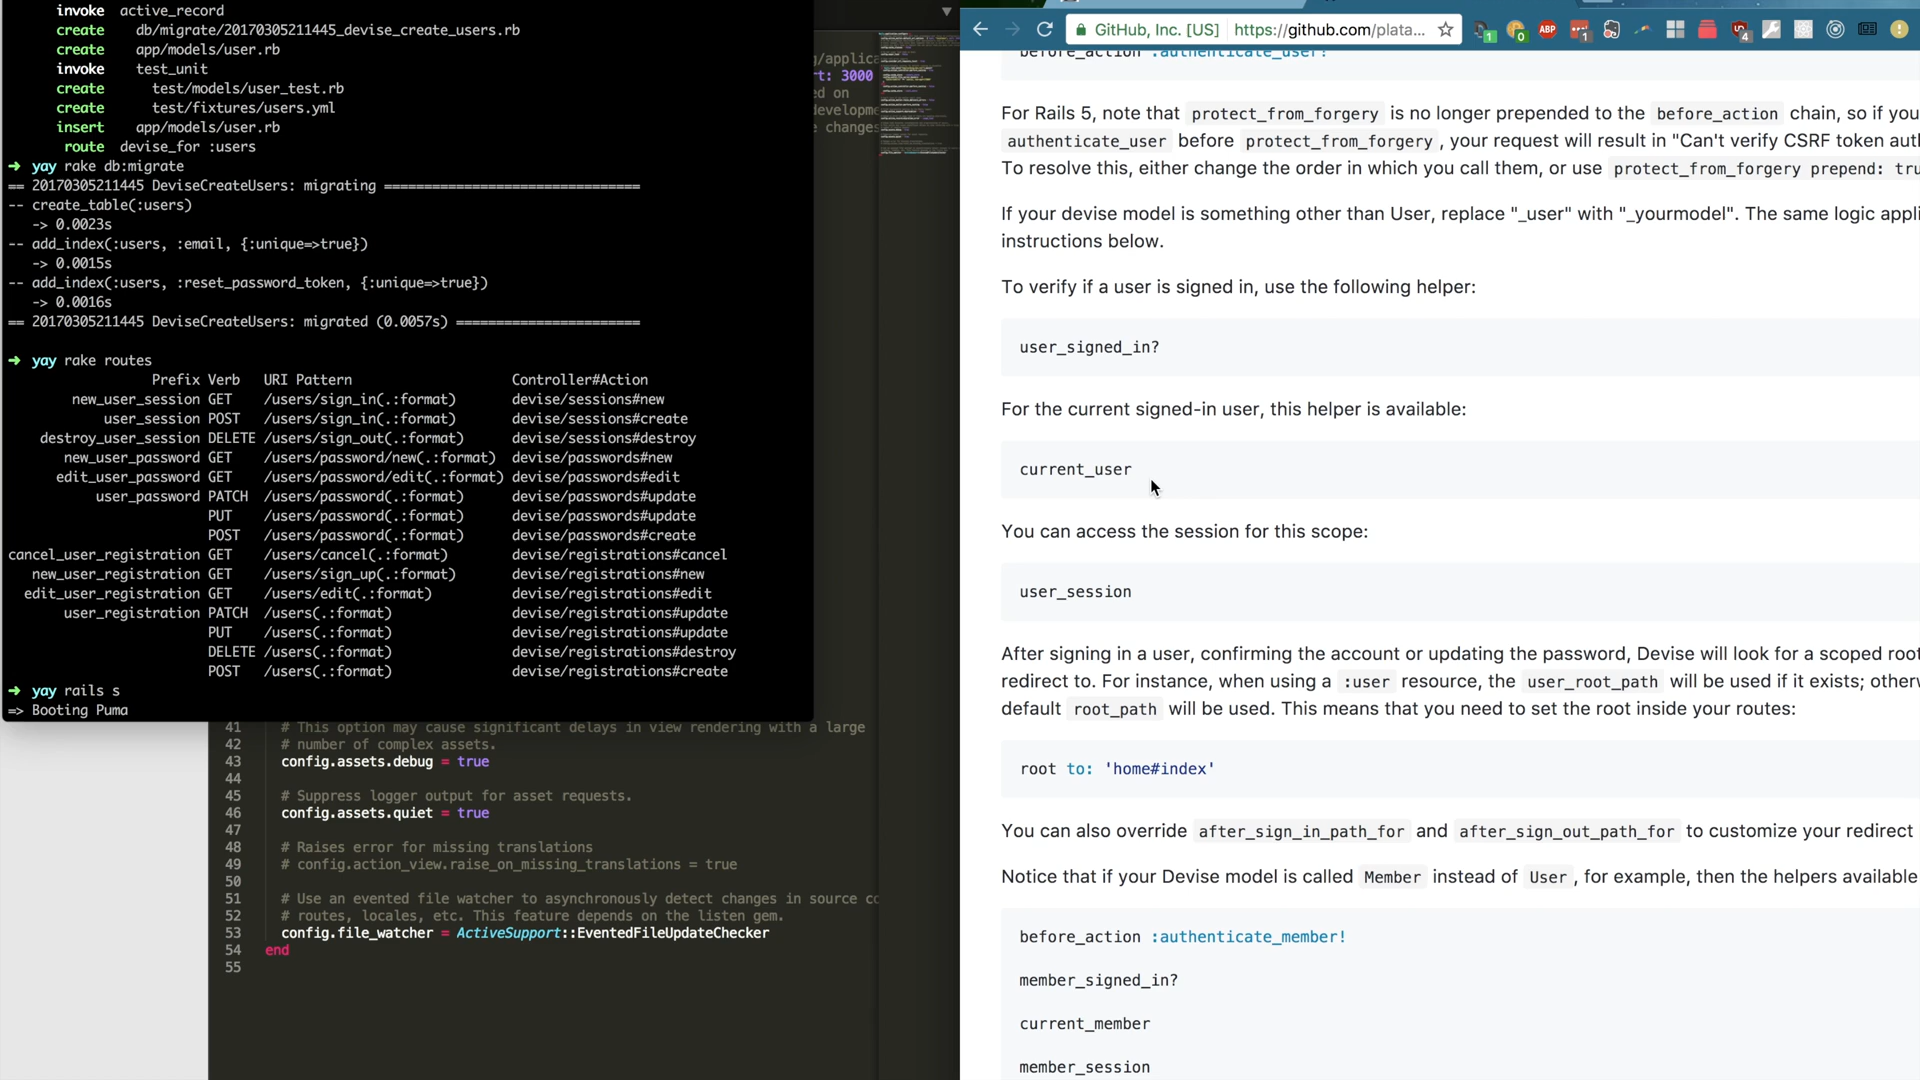 invoke active_record
create db/migrate/20170305211445_devise_create_users.rb
create app/models/user.rb
invoke test_unit
create test/models/user_test.rb
create test/fixtures/users.yml
insert app/models/user.rb
route devise_for :users
➜ yay rake db:migrate
== 20170305211445 DeviseCreateUsers: migrating ================================
-- create_table(:users)
-> 0.0023s
-- add_index(:users, :email, {:unique=>true})
-> 0.0015s
-- add_index(:users, :reset_password_token, {:unique=>true})
-> 0.0016s
== 20170305211445 DeviseCreateUsers: migrated (0.0057s) =======================
➜ yay rake routes
Prefix Verb URI Pattern Controller#Action
new_user_session GET /users/sign_in(.:format) devise/sessions#new
user_session POST /users/sign_in(.:format) devise/sessions#create
destroy_user_session DELETE /users/sign_out(.:format) devise/sessions#destroy
new_user_password GET /users/password/new(.:format) devise/passwords#new
edit_user_password GET /users/password/edit(.:format) devise/passwords#edit
user_password PATCH /users/password(.:format) devise/passwords#update
PUT /users/password(.:format) devise/passwords#update
POST /users/password(.:format) devise/passwords#create
cancel_user_registration GET /users/cancel(.:format) devise/registrations#cancel
new_user_registration GET /users/sign_up(.:format) devise/registrations#new
edit_user_registration GET /users/edit(.:format) devise/registrations#edit
user_registration PATCH /users(.:format) devise/registrations#update
PUT /users(.:format) devise/registrations#update
DELETE /users(.:format) devise/registrations#destroy
POST /users(.:format) devise/registrations#create
➜ yay rails s
=> Booting Puma
g/applica
rt: 3000
ed on
developme
e changes
41 # This option may cause significant delays in view rendering with a large
42 # number of complex assets.
43 config.assets.debug = true
44
45 # Suppress logger output for asset requests.
46 config.assets.quiet = true
47
48 # Raises error for missing translations
49 # config.action_view.raise_on_missing_translations = true
50
51 # Use an evented file watcher to asynchronously detect changes in source co
52 # routes, locales, etc. This feature depends on the listen gem.
53 config.file_watcher = ActiveSupport::EventedFileUpdateChecker
54 end
55
GitHub, Inc. [US] https://github.com/plata...
1 0 ABP 1 4
before_action :authenticate_user!
For Rails 5, note that protect_from_forgery is no longer prepended to the before_action chain, so if you
authenticate_user before protect_from_forgery , your request will result in "Can't verify CSRF token aut
To resolve this, either change the order in which you call them, or use protect_from_forgery prepend: tru
If your devise model is something other than User, replace "_user" with "_yourmodel". The same logic appli
instructions below.
To verify if a user is signed in, use the following helper:
user_signed_in?
For the current signed-in user, this helper is available:
current_user
You can access the session for this scope:
user_session
After signing in a user, confirming the account or updating the password, Devise will look for a scoped root
redirect to. For instance, when using a :user resource, the user_root_path will be used if it exists; otherw
default root_path will be used. This means that you need to set the root inside your routes:
root to: 'home#index'
You can also override after_sign_in_path_for and after_sign_out_path_for to customize your redirect
Notice that if your Devise model is called Member instead of User , for example, then the helpers available
before_action :authenticate_member!
member_signed_in?
current_member
member_session